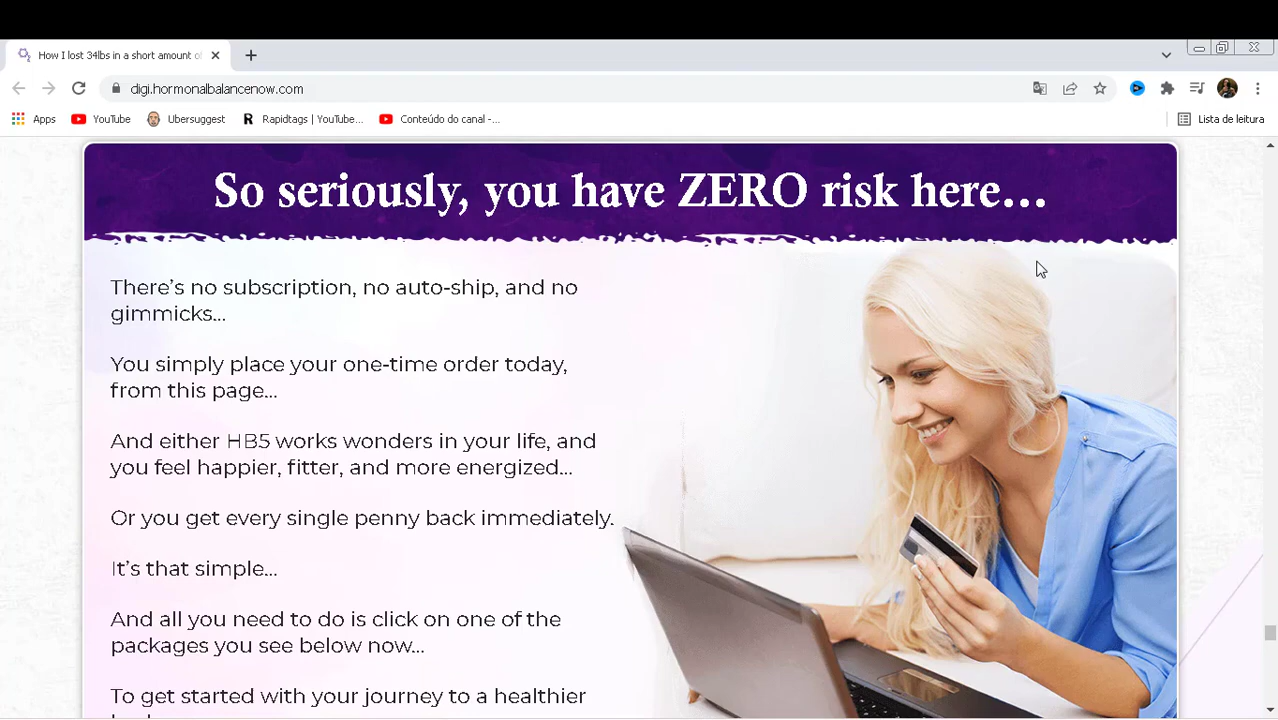 How I lost 34lbs in a short amount of
digi.hormonalbalancenow.com
Apps
YouTube
Ubersuggest
Rapidtags | YouTube...
Conteúdo do canal -...
Lista de leitura
So seriously, you have ZERO risk here...
There's no subscription, no auto-ship, and no
gimmicks...
You simply place your one-time order today,
from this page...
And either HB5 works wonders in your life, and
you feel happier, fitter, and more energized...
Or you get every single penny back immediately.
It's that simple...
And all you need to do is click on one of the
packages you see below now...
To get started with your journey to a healthier